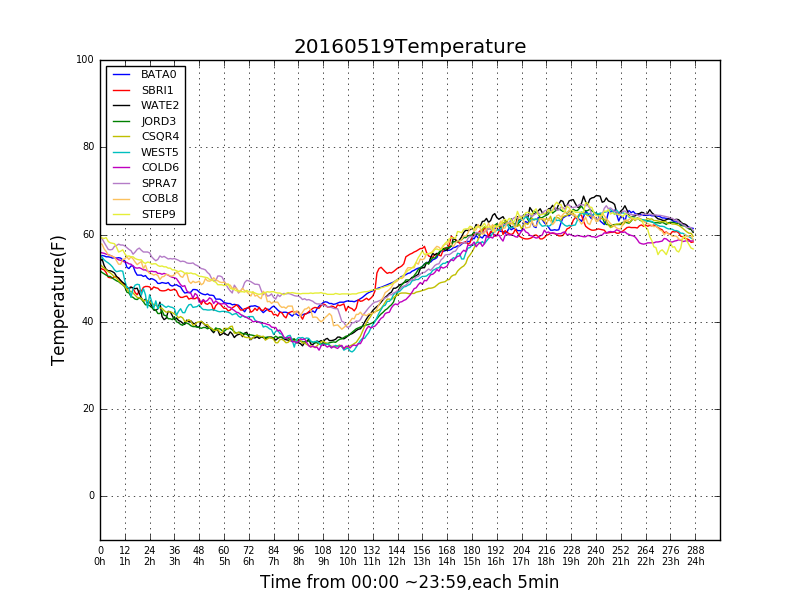 20160519Temperature
100
80
60
40
20
0
Temperature(F)
BATA0
SBRI1
WATE2
JORD3
CSQR4
WEST5
COLD6
SPRA7
COBL8
STEP9
0 12 24 36 48 60 72 84 96 108 120 132 144 156 168 180 192 204 216 228 240 252 264 276 288
0h 1h 2h 3h 4h 5h 6h 7h 8h 9h 10h 11h 12h 13h 14h 15h 16h 17h 18h 19h 20h 21h 22h 23h 24h
Time from 00:00 ~23:59,each 5min